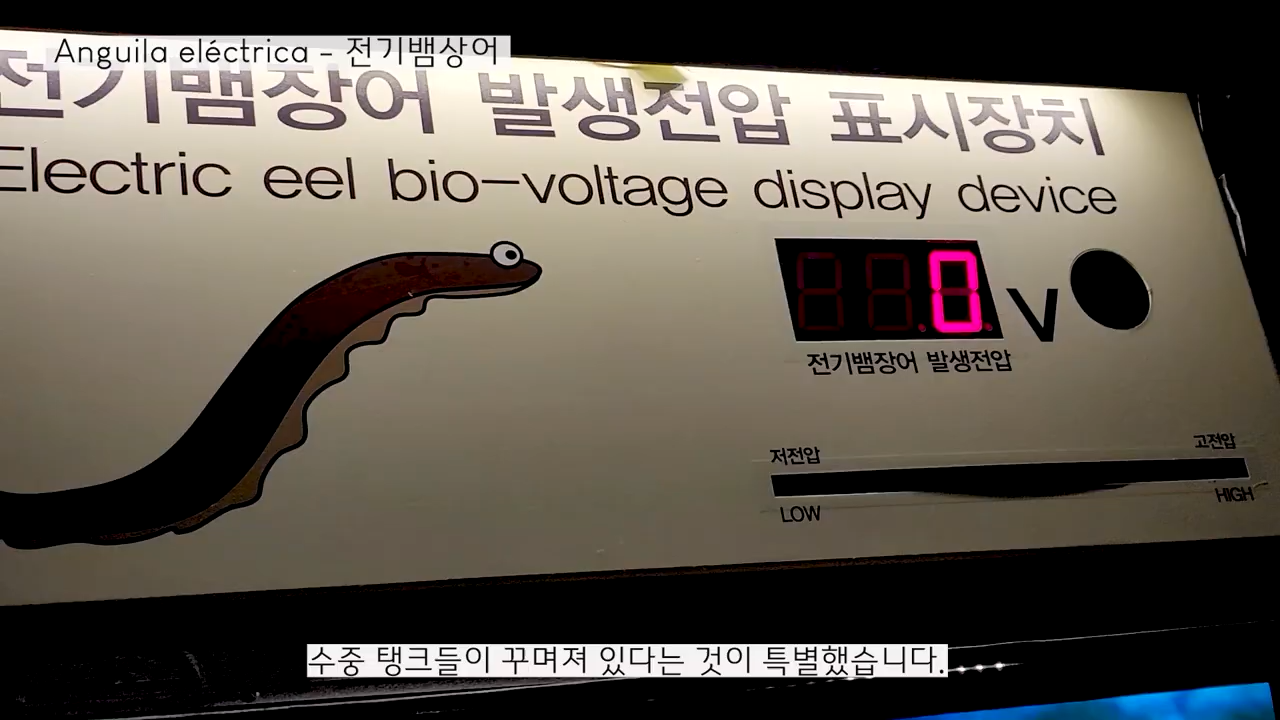 Anguila eléctrica - 전기뱀상어
전기뱀장어 발생전압 표시장치
Electric eel bio-voltage display device
0 V
전기뱀장어 발생전압
저전압 고전압
LOW HIGH
수중 탱크들이 꾸며져 있다는 것이 특별했습니다.